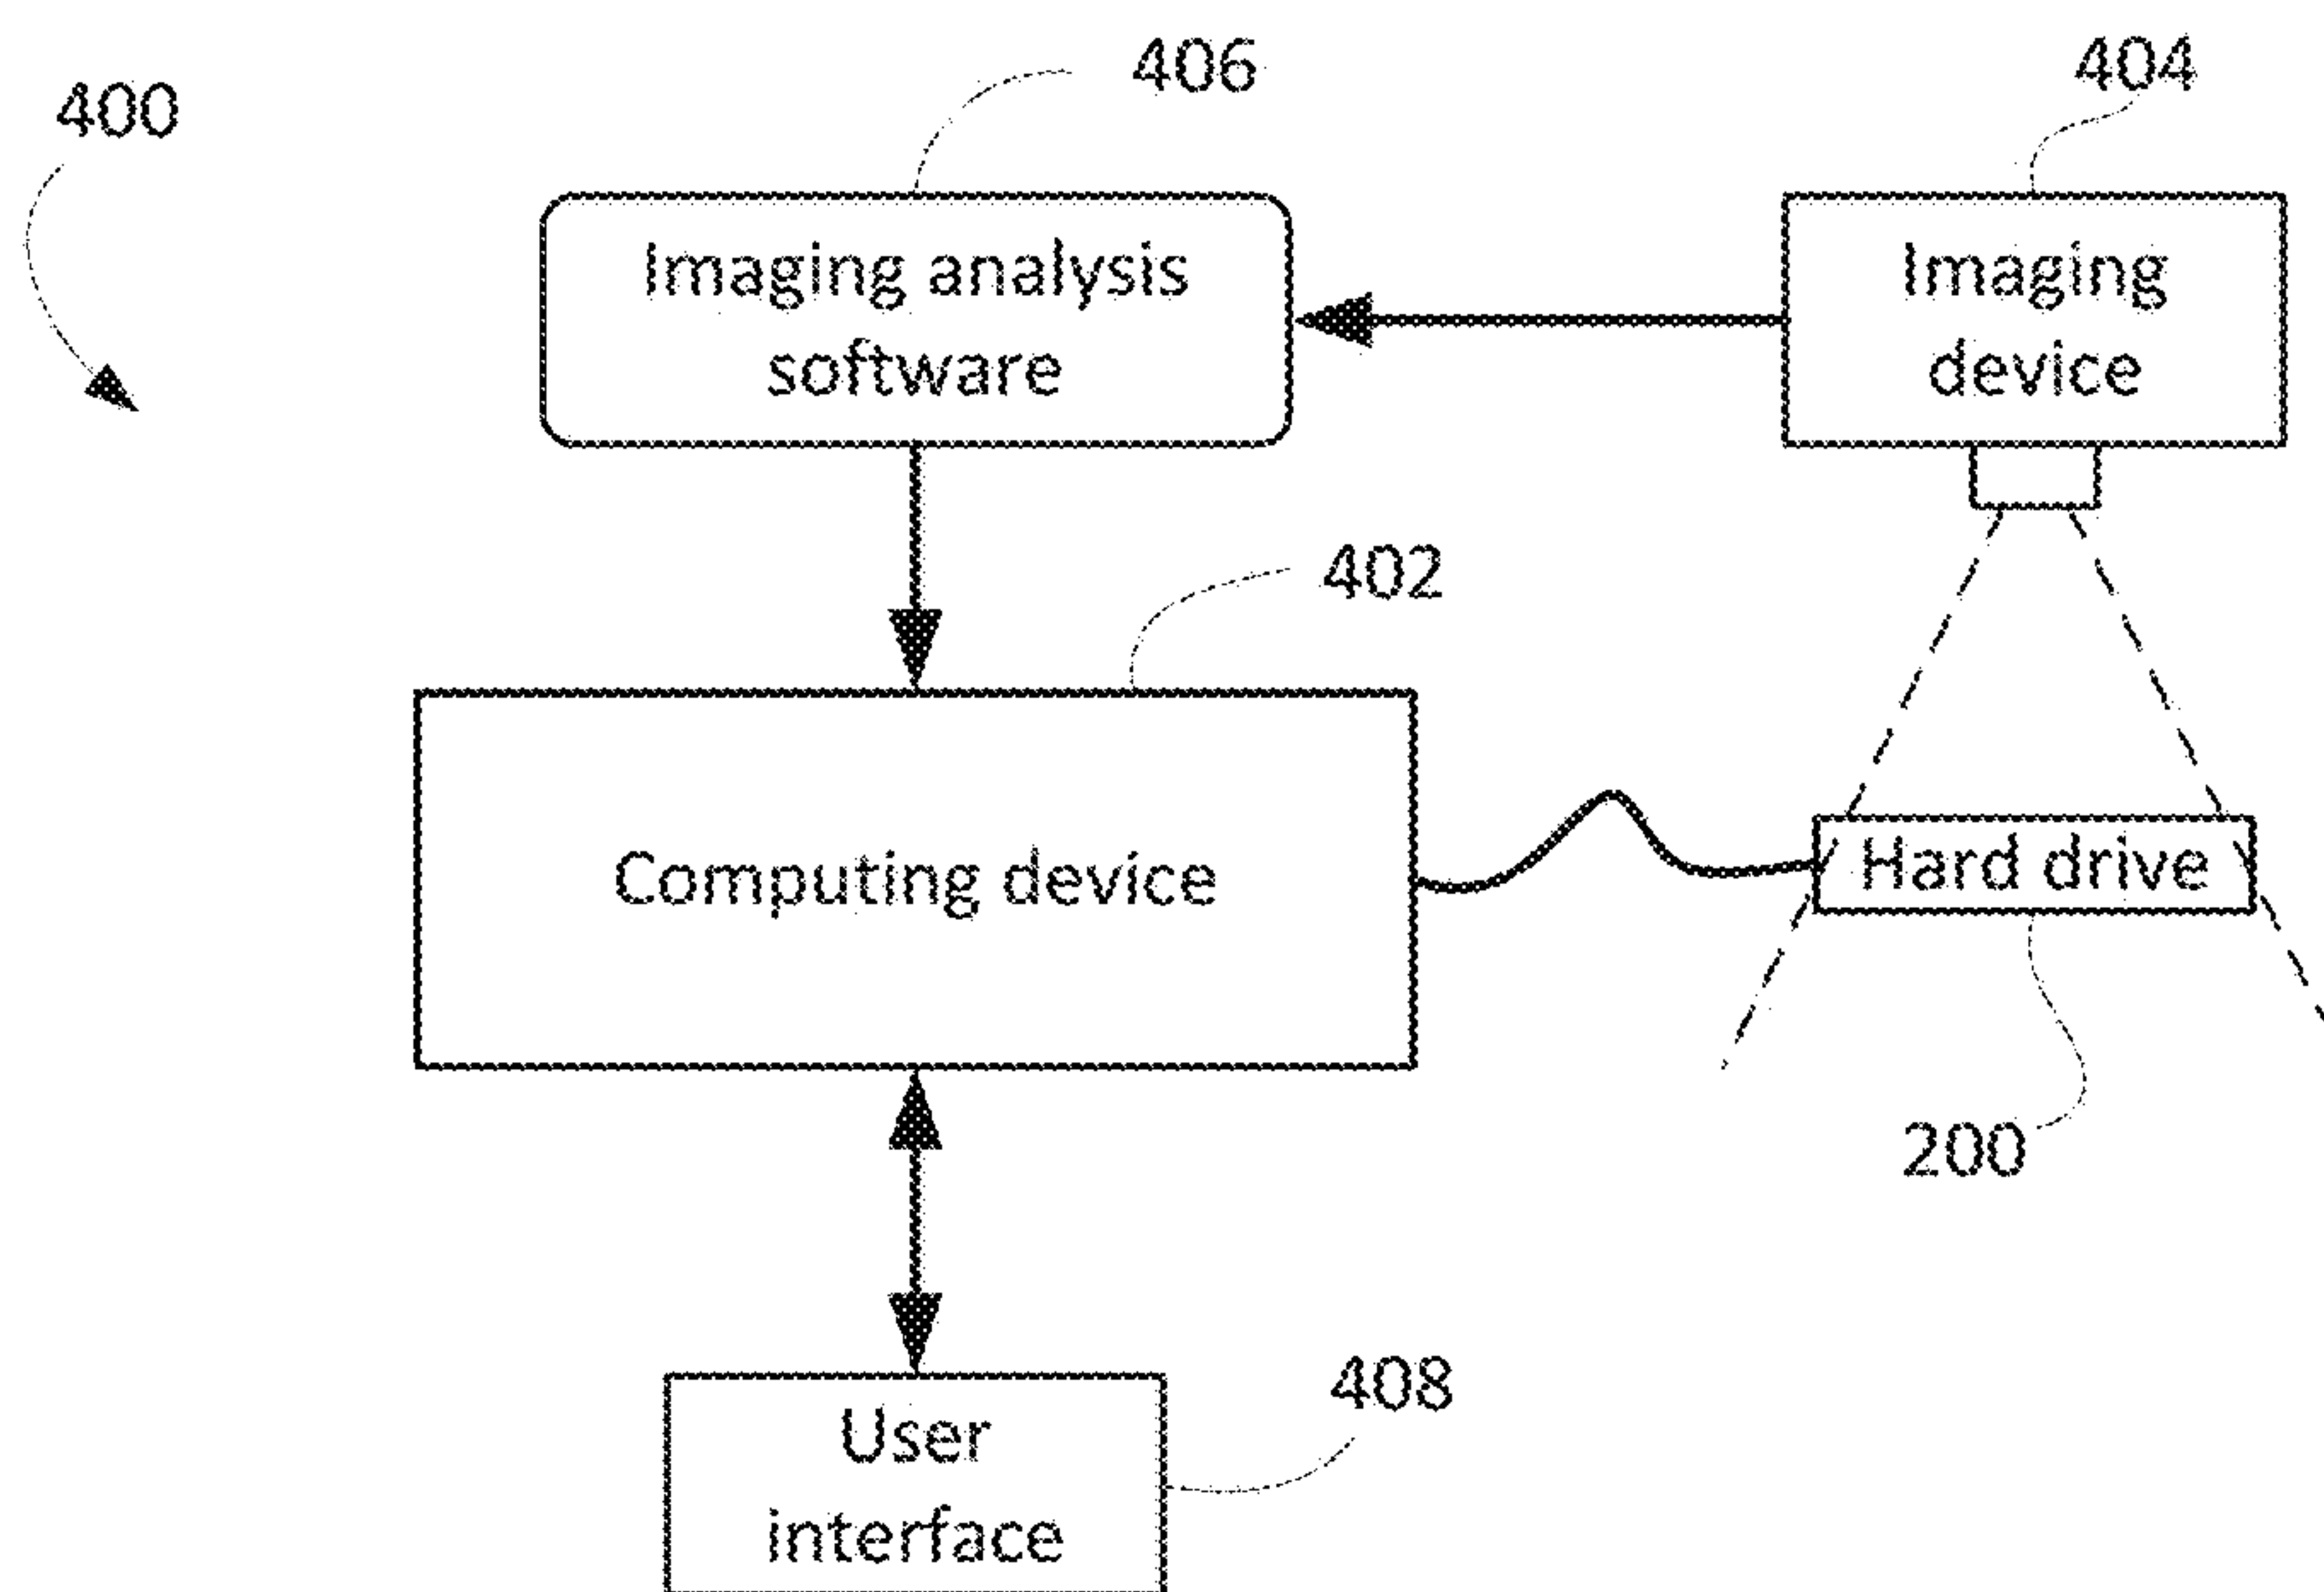 406
404
400
Imaging analysis
software
Imaging
device
402
Computing device
Hard drive
200
408
User
interface